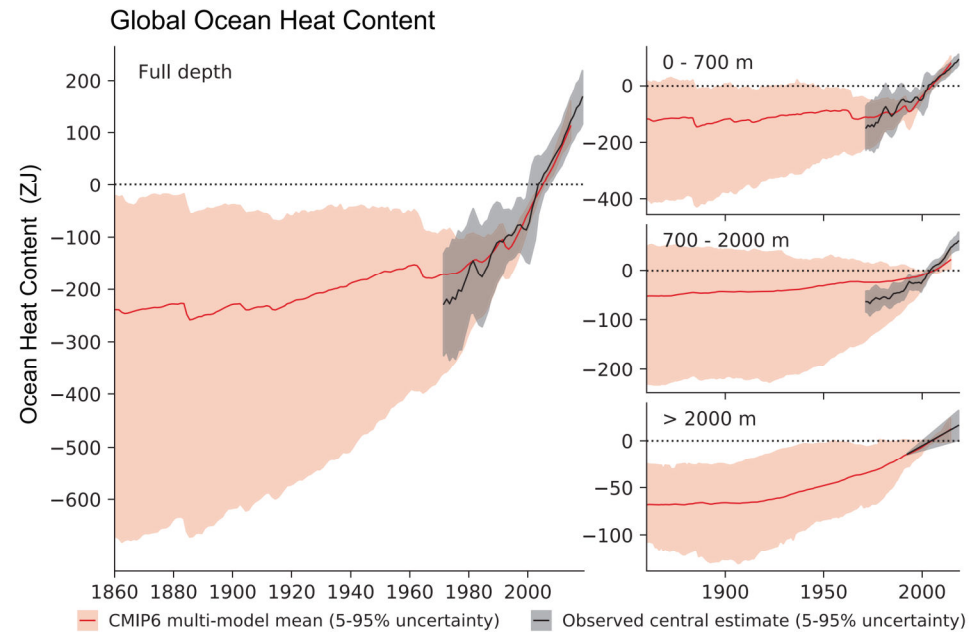 Global Ocean Heat Content
Ocean Heat Content (ZJ)
Full depth
200
100
0
−100
−200
−300
−400
−500
−600
1860 1880 1900 1920 1940 1960 1980 2000
0 - 700 m
0
−200
−400
700 - 2000 m
0
−100
−200
> 2000 m
0
−50
−100
1900 1950 2000
CMIP6 multi-model mean (5-95% uncertainty) Observed central estimate (5-95% uncertainty)